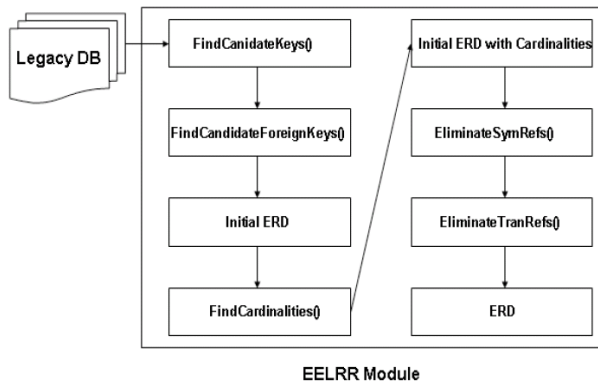 Legacy DB
FindCanidateKeys()
FindCandidateForeignKeys()
Initial ERD
FindCardinalities()
Initial ERD with Cardinalities
EliminateSymRefs()
EliminateTranRefs()
ERD
EELRR Module